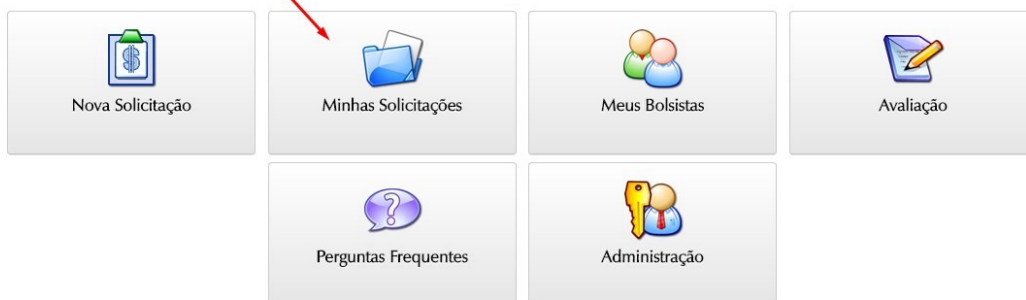 Nova Solicitação
Minhas Solicitações
Meus Bolsistas
Avaliação
Perguntas Frequentes
Administração